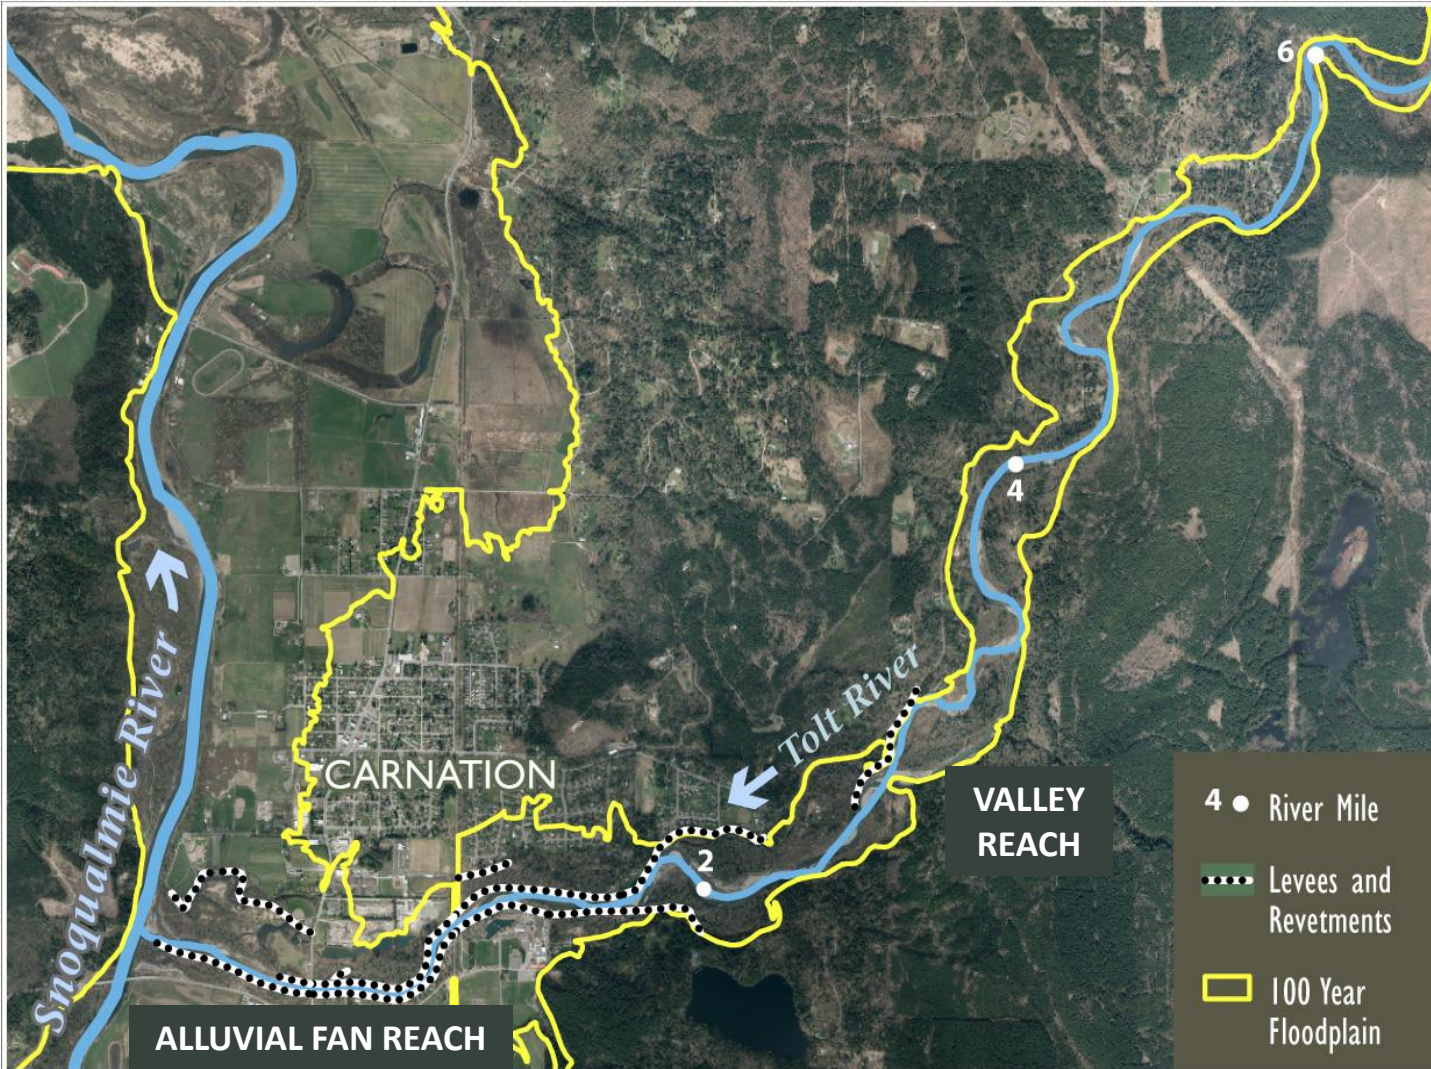 6
4
Tolt River
Snoqualmie River
CARNATION
2
VALLEY
REACH
ALLUVIAL FAN REACH
4 River Mile
Levees and
Revetments
100 Year
Floodplain